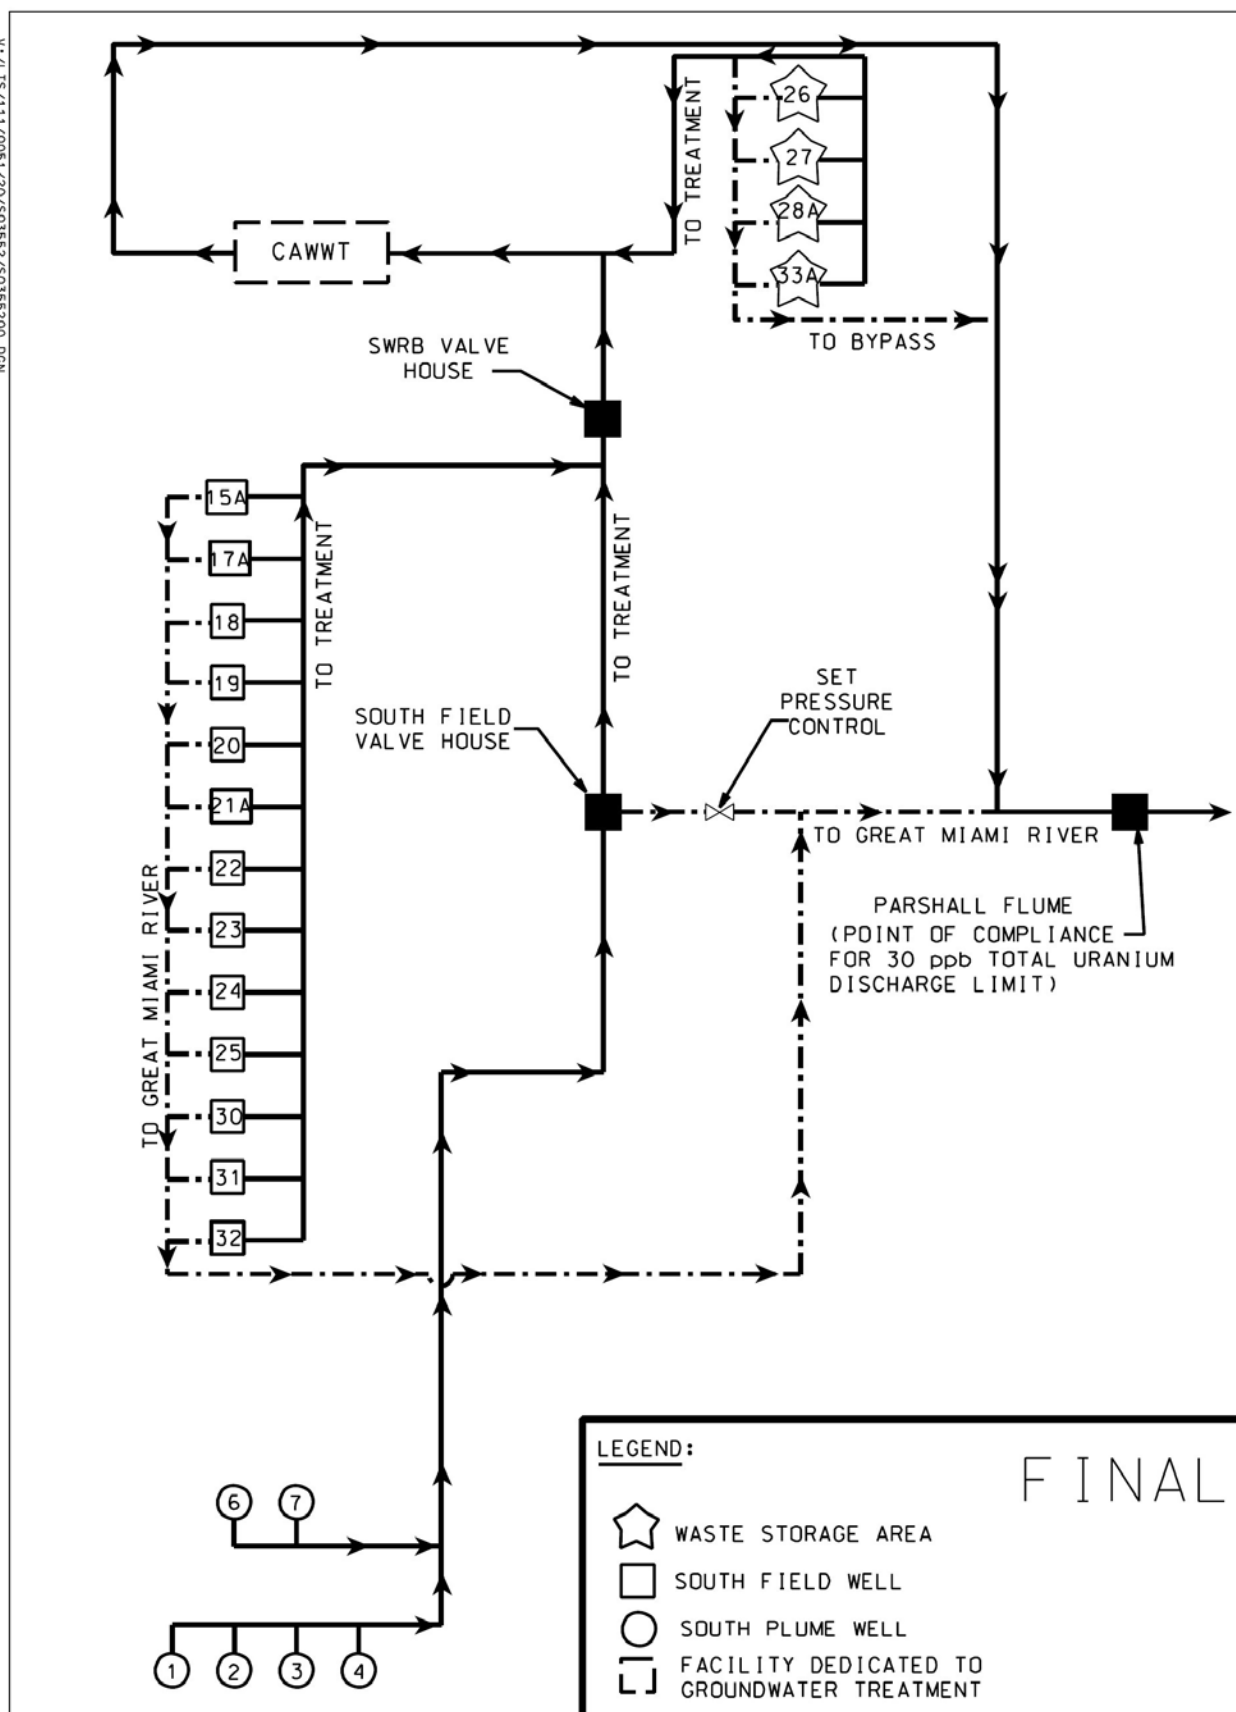 26
27
28A
33A
TO TREATMENT
CAWWT
TO BYPASS
SWRB VALVE
HOUSE
15A
17A
18
19
20
21A
22
23
24
25
30
31
32
TO TREATMENT
TO TREATMENT
TO GREAT MIAMI RIVER
SOUTH FIELD
VALVE HOUSE
SET
PRESSURE
CONTROL
TO GREAT MIAMI RIVER
PARSHALL FLUME
(POINT OF COMPLIANCE
FOR 30 ppb TOTAL URANIUM
DISCHARGE LIMIT)
6
7
1
2
3
4
LEGEND:
FINAL
WASTE STORAGE AREA
SOUTH FIELD WELL
SOUTH PLUME WELL
FACILITY DEDICATED TO
GROUNDWATER TREATMENT